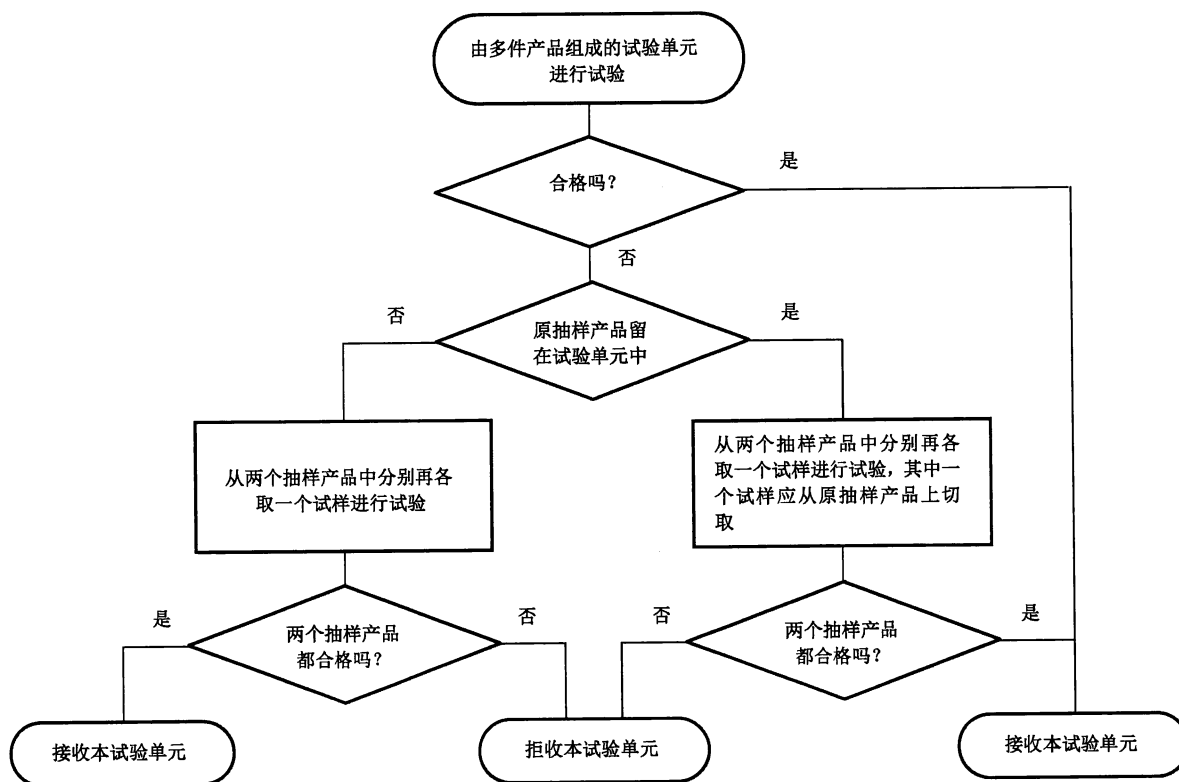 由多件产品组成的试验单元
进行试验
是
合格吗?
否
否
是
原抽样产品留
在试验单元中
从两个抽样产品中分别再各
取一个试样进行试验
从两个抽样产品中分别再各
取一个试样进行试验,其中一
个试样应从原抽样产品上切
取
是
否
否
是
两个抽样产品
都合格吗?
两个抽样产品
都合格吗?
接收本试验单元
拒收本试验单元
接收本试验单元